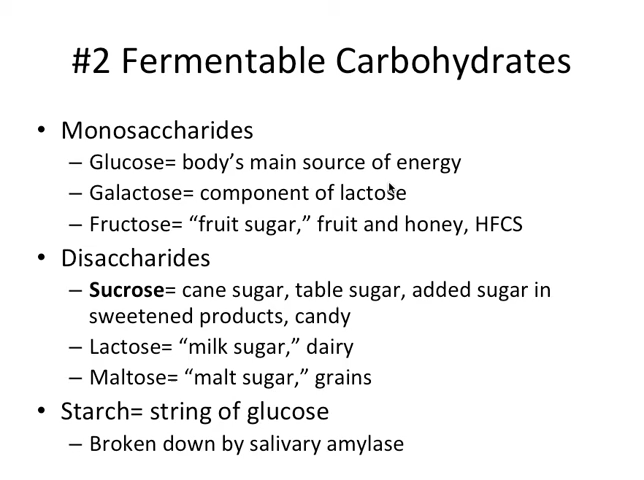 #2 Fermentable Carbohydrates
• Monosaccharides
– Glucose= body’s main source of energy
– Galactose= component of lactose
– Fructose= “fruit sugar,” fruit and honey, HFCS
• Disaccharides
– Sucrose= cane sugar, table sugar, added sugar in
sweetened products, candy
– Lactose= “milk sugar,” dairy
– Maltose= “malt sugar,” grains
• Starch= string of glucose
– Broken down by salivary amylase